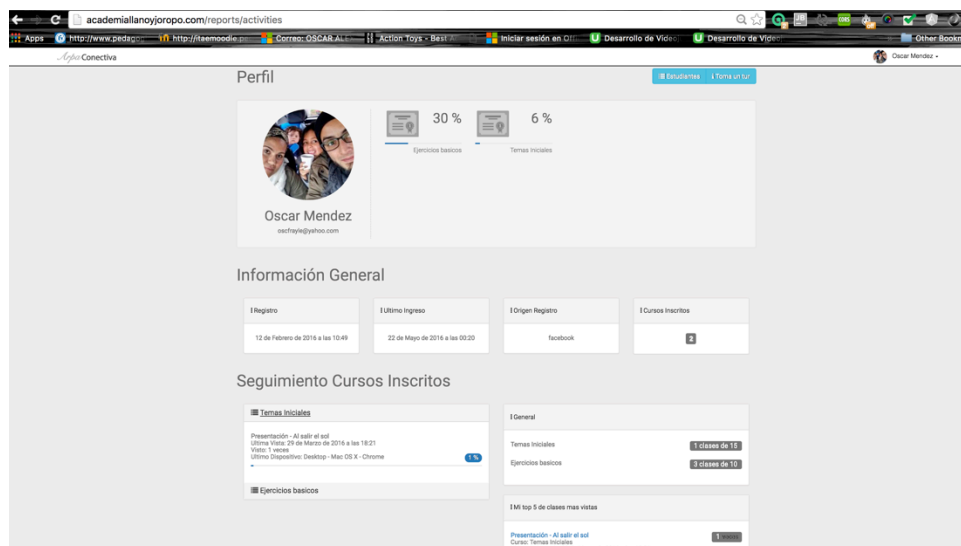 academiallanoyjoropo.com/reports/activities
Apps http://www.pedago http://itaemoodle.p Correo: OSCAR ALE Action Toys - Best A Iniciar sesión en Off Desarrollo de Video Desarrollo de Video Other Bookn
Arpa Conectiva Oscar Mendez
Perfil
Estudiantes Toma un tur
30 % 6 %
Ejercicios basicos Temas Iniciales
Oscar Mendez
oscfrayle@yahoo.com
Información General
Registro Ultimo Ingreso Origen Registro Cursos Inscritos
12 de Febrero de 2016 a las 10:49 22 de Mayo de 2016 a las 00:20 facebook 2
Seguimiento Cursos Inscritos
Temas Iniciales
Presentación - Al salir el sol
Ultima Vista: 29 de Marzo de 2016 a las 18:21
Visto: 1 veces
Ultimo Dispositivo: Desktop - Mac OS X - Chrome 1 %
Ejercicios basicos
General
Temas Iniciales 1 clases de 15
Ejercicios basicos 3 clases de 10
Mi top 5 de clases mas vistas
Presentación - Al salir el sol 1
Curso: Temas Iniciales